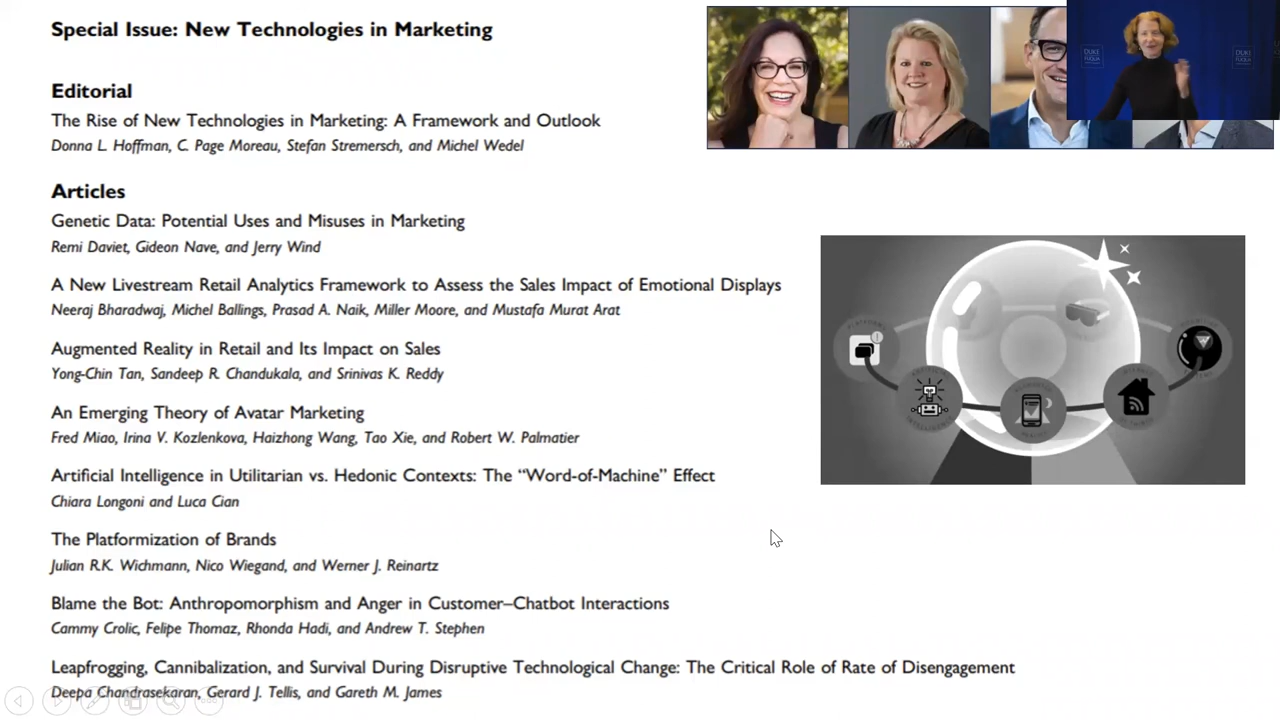 Special Issue: New Technologies in Marketing
Editorial
The Rise of New Technologies in Marketing: A Framework and Outlook
Donna L. Hoffman, C. Page Moreau, Stefan Stremersch, and Michel Wedel
Articles
Genetic Data: Potential Uses and Misuses in Marketing
Remi Daviet, Gideon Nave, and Jerry Wind
A New Livestream Retail Analytics Framework to Assess the Sales Impact of Emotional Displays
Neeraj Bharadwaj, Michel Ballings, Prasad A. Naik, Miller Moore, and Mustafa Murat Arat
Augmented Reality in Retail and Its Impact on Sales
Yong-Chin Tan, Sandeep R. Chandukala, and Srinivas K. Reddy
An Emerging Theory of Avatar Marketing
Fred Miao, Irina V. Kozlenkova, Haizhong Wang, Tao Xie, and Robert W. Palmatier
Artificial Intelligence in Utilitarian vs. Hedonic Contexts: The “Word-of-Machine” Effect
Chiara Longoni and Luca Cian
The Platformization of Brands
Julian R.K. Wichmann, Nico Wiegand, and Werner J. Reinartz
Blame the Bot: Anthropomorphism and Anger in Customer–Chatbot Interactions
Cammy Crolic, Felipe Thomaz, Rhonda Hadi, and Andrew T. Stephen
Leapfrogging, Cannibalization, and Survival During Disruptive Technological Change: The Critical Role of Rate of Disengagement
Deepa Chandrasekaran, Gerard J. Tellis, and Gareth M. James
DUKE
FUQUA
DUKE
FUQUA